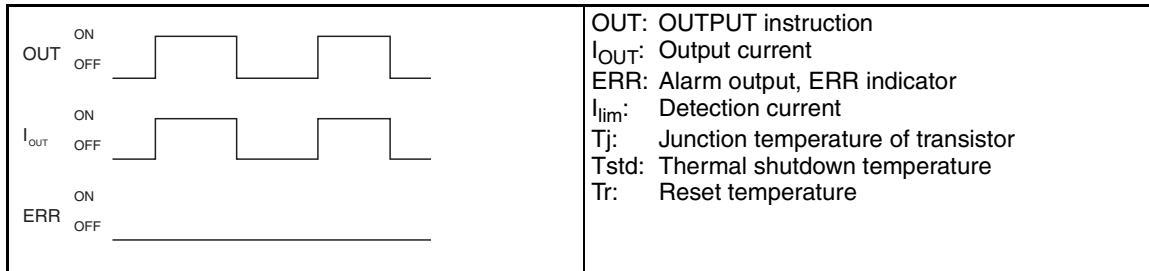 ON
OUT
OFF
ON
I_OUT
OFF
ON
ERR
OFF
OUT: OUTPUT instruction
I_OUT: Output current
ERR: Alarm output, ERR indicator
I_lim: Detection current
Tj: Junction temperature of transistor
Tstd: Thermal shutdown temperature
Tr: Reset temperature